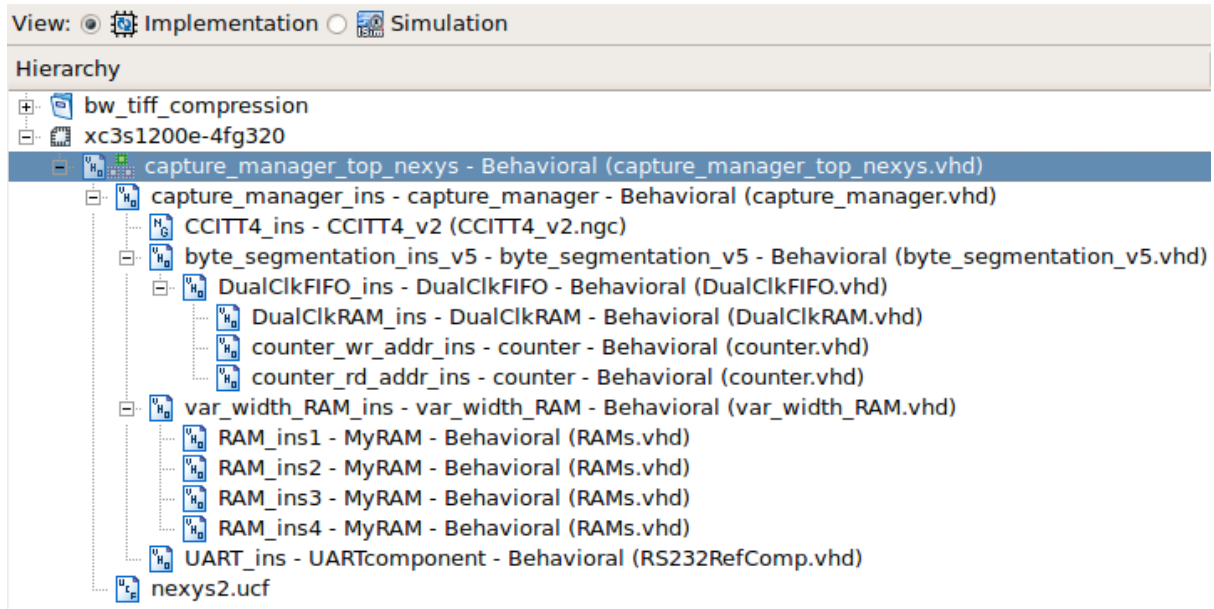 View: Implementation Simulation
Hierarchy
bw_tiff_compression
xc3s1200e-4fg320
capture_manager_top_nexys - Behavioral (capture_manager_top_nexys.vhd)
capture_manager_ins - capture_manager - Behavioral (capture_manager.vhd)
CCITT4_ins - CCITT4_v2 (CCITT4_v2.ngc)
byte_segmentation_ins_v5 - byte_segmentation_v5 - Behavioral (byte_segmentation_v5.vhd)
DualClkFIFO_ins - DualClkFIFO - Behavioral (DualClkFIFO.vhd)
DualClkRAM_ins - DualClkRAM - Behavioral (DualClkRAM.vhd)
counter_wr_addr_ins - counter - Behavioral (counter.vhd)
counter_rd_addr_ins - counter - Behavioral (counter.vhd)
var_width_RAM_ins - var_width_RAM - Behavioral (var_width_RAM.vhd)
RAM_ins1 - MyRAM - Behavioral (RAMs.vhd)
RAM_ins2 - MyRAM - Behavioral (RAMs.vhd)
RAM_ins3 - MyRAM - Behavioral (RAMs.vhd)
RAM_ins4 - MyRAM - Behavioral (RAMs.vhd)
UART_ins - UARTcomponent - Behavioral (RS232RefComp.vhd)
nexys2.ucf